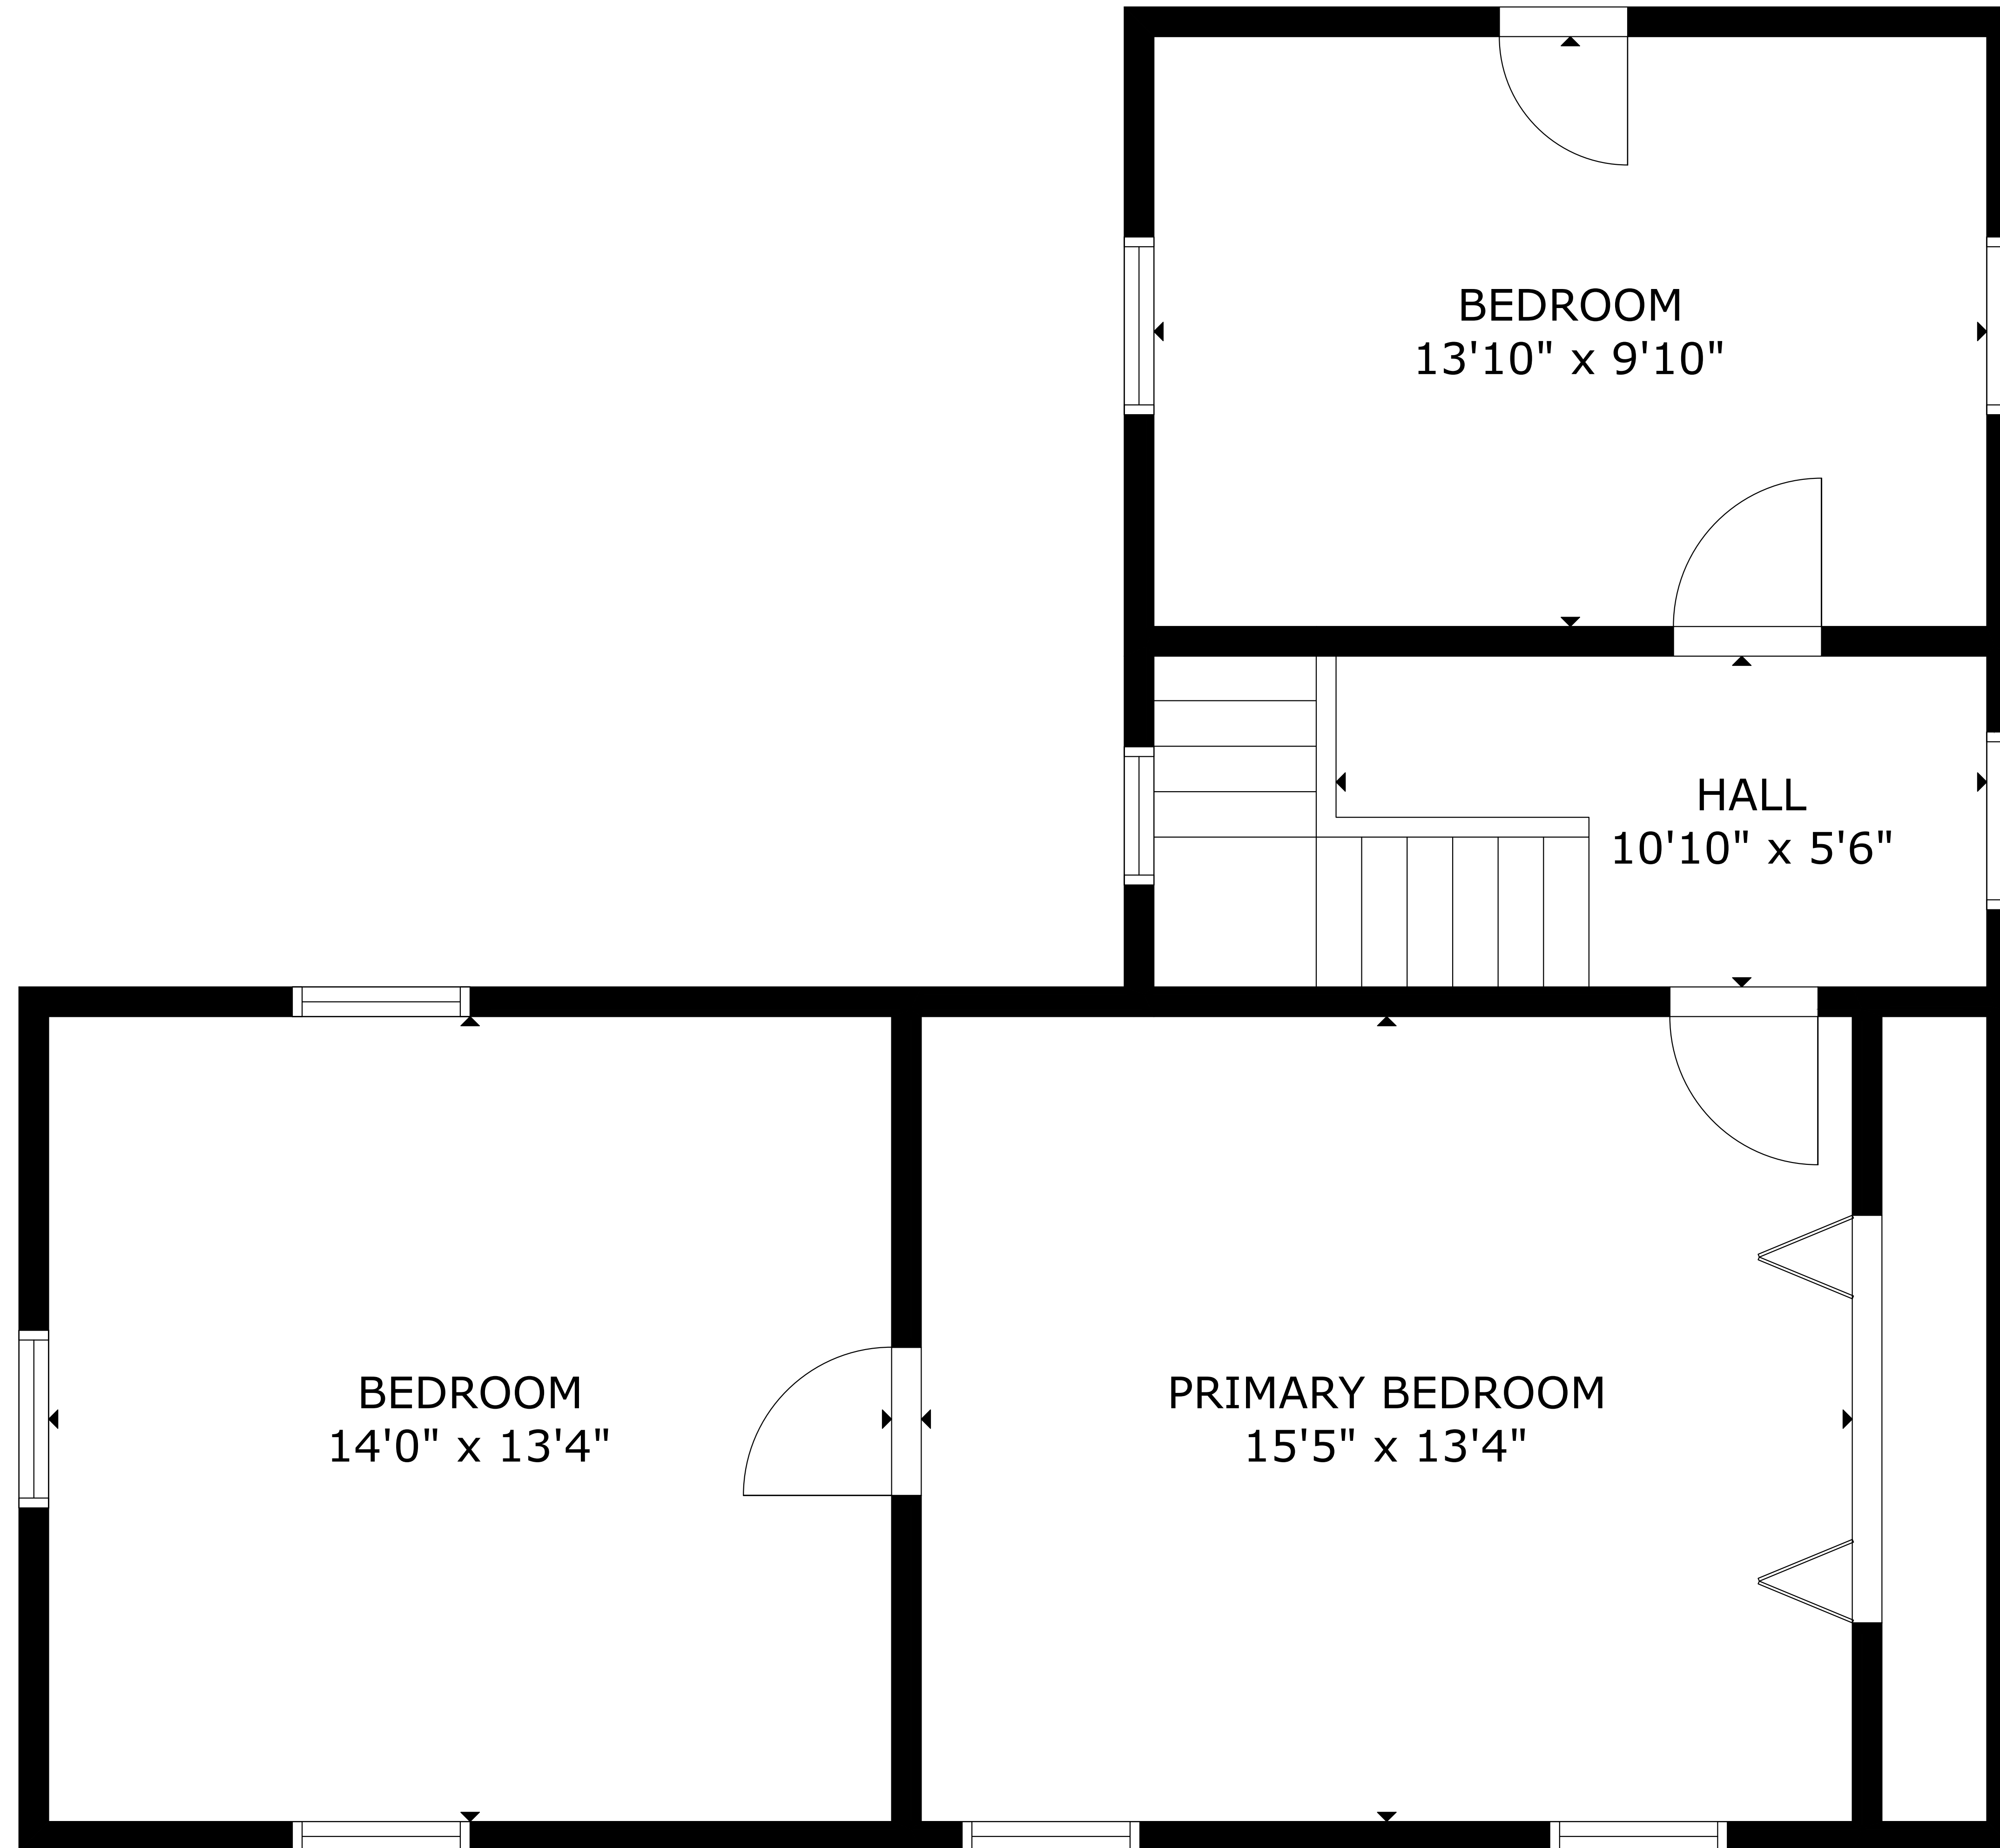 BEDROOM
13'10" x 9'10"
HALL
10'10" x 5'6"
BEDROOM
14'0" x 13'4"
PRIMARY BEDROOM
15'5" x 13'4"